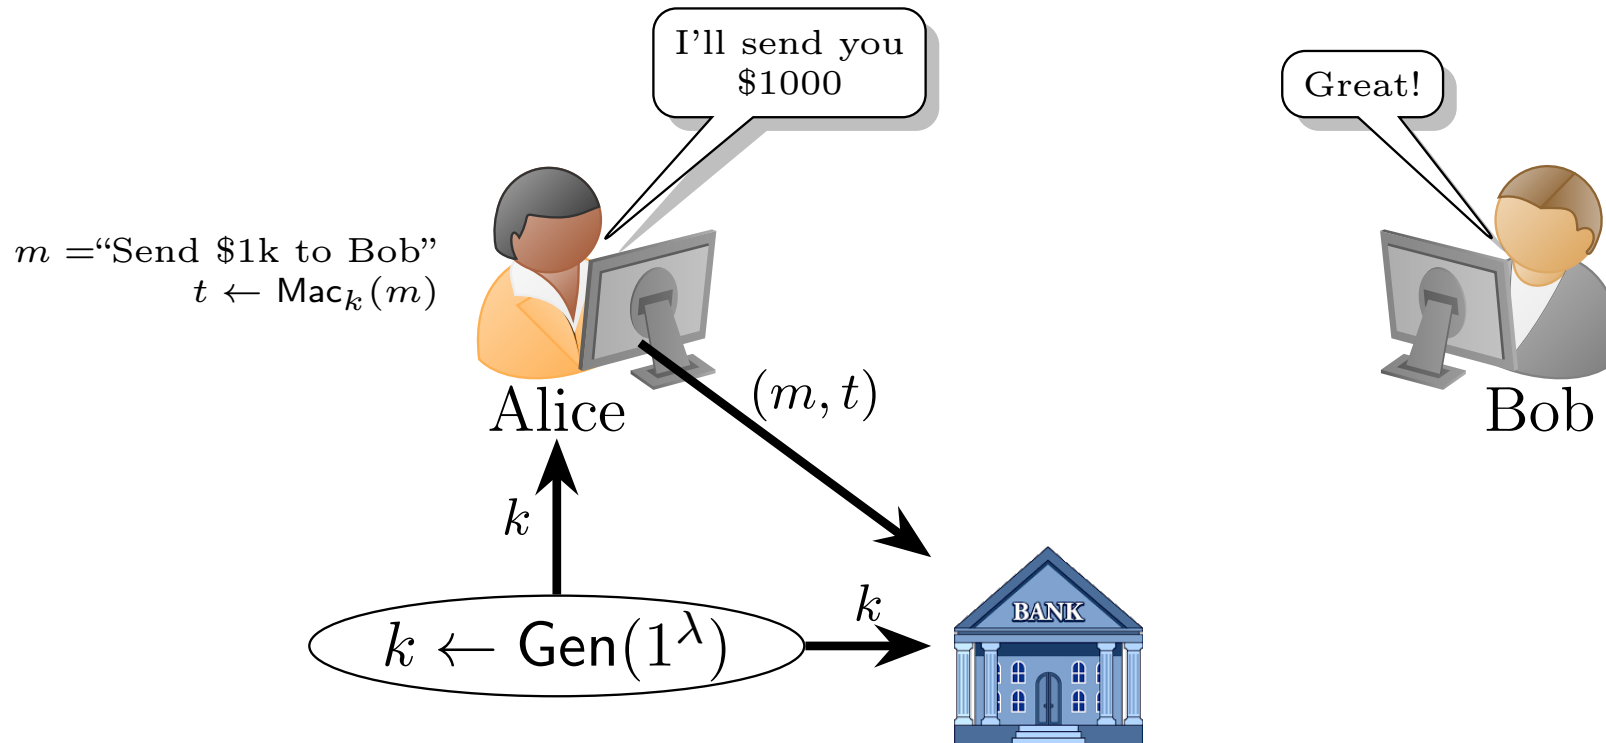 I'll send you
$1000
Great!
m =“Send $1k to Bob”
t ← Mac_k(m)
(m, t)
Alice
Bob
k
k
BANK
k ← Gen(1^λ)